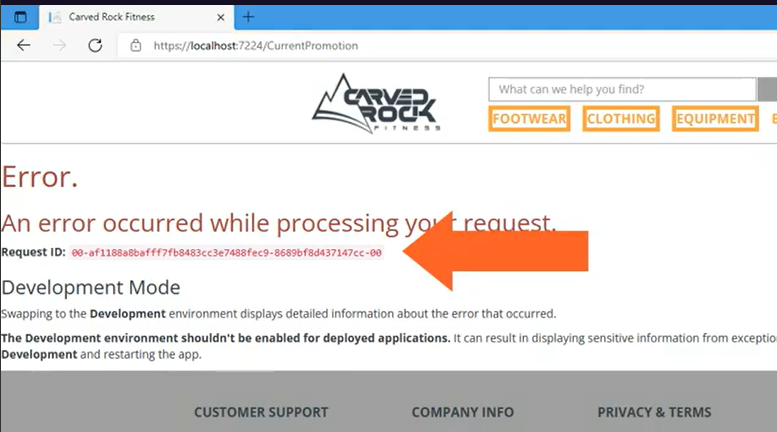 Carved Rock Fitness
https://localhost:7224/CurrentPromotion
CARVED
ROCK
FITNESS
What can we help you find?
FOOTWEAR CLOTHING EQUIPMENT
Error.
An error occurred while processing your request.
Request ID: 00-af1188a8bafff7fb8483cc3e7488fec9-8689bf8d437147cc-00
Development Mode
Swapping to the Development environment displays detailed information about the error that occurred.
The Development environment shouldn't be enabled for deployed applications. It can result in displaying sensitive information from exceptio
Development and restarting the app.
CUSTOMER SUPPORT COMPANY INFO PRIVACY & TERMS